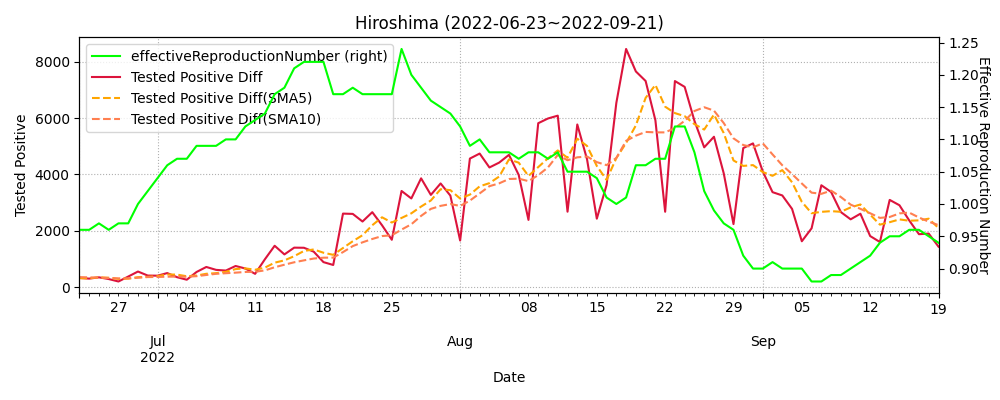 Hiroshima (2022-06-23~2022-09-21)
effectiveReproductionNumber (right)
Tested Positive Diff
Tested Positive Diff(SMA5)
Tested Positive Diff(SMA10)
Tested Positive
8000
6000
4000
2000
0
1.25
1.20
1.15
1.10
1.05
1.00
0.95
0.90
Effective Reproduction Number
27 04 11 18 25 08 15 22 29 05 12 19
Jul Aug Sep
2022
Date